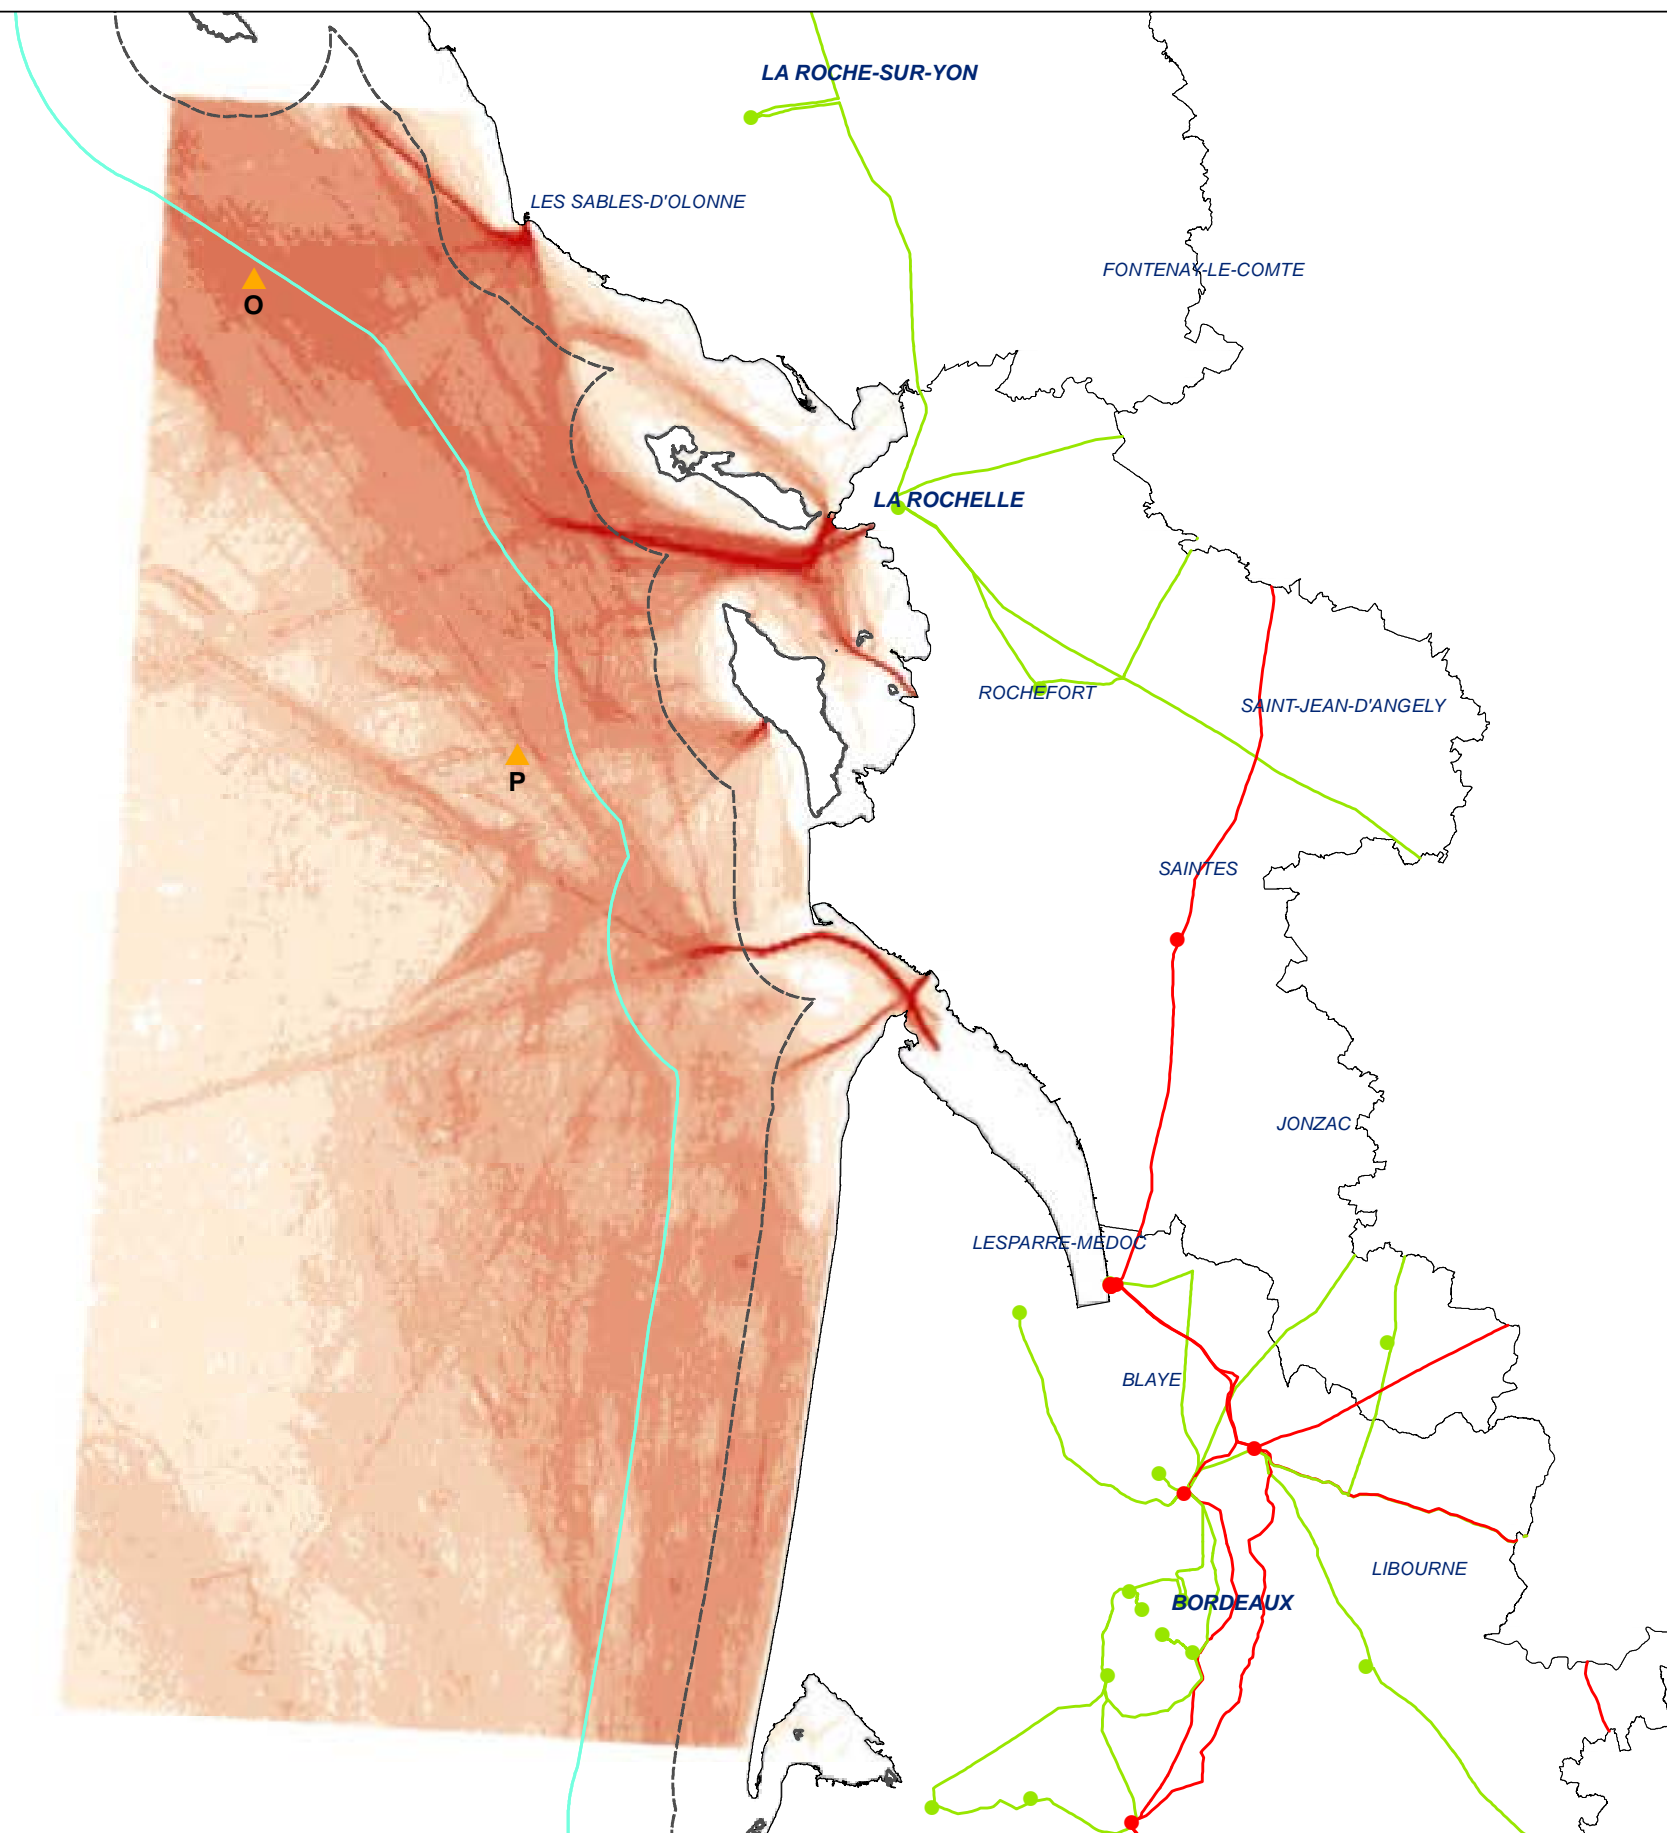 LA ROCHE-SUR-YON
LES SABLES-D'OLONNE
FONTENAY-LE-COMTE
O
LA ROCHELLE
ROCHEFORT
SAINT-JEAN-D'ANGELY
P
SAINTES
JONZAC
LESPARRE-MEDOC
BLAYE
LIBOURNE
BORDEAUX